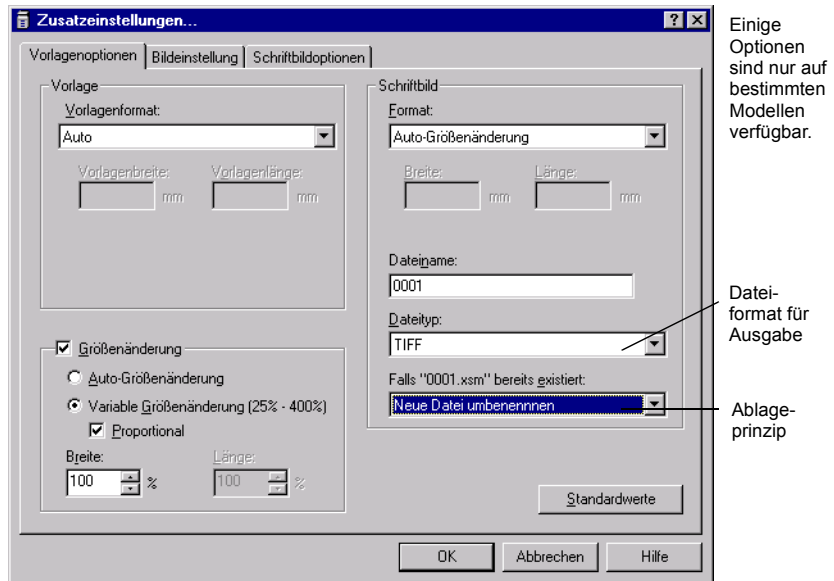 Zusatzeinstellungen...
Vorlagenoptionen
Bildeinstellung
Schriftbildoptionen
Vorlage
Vorlagenformat:
Auto
Vorlagenbreite:
Vorlagenlänge:
mm
mm
Größenänderung
Auto-Größenänderung
Variable Größenänderung (25% - 400%)
Proportional
Breite:
Länge:
100 %
100 %
Schriftbild
Format:
Auto-Größenänderung
Breite:
Länge:
mm
mm
Dateiname:
0001
Dateityp:
TIFF
Falls "0001.xsm" bereits existiert:
Neue Datei umbenennnen
Standardwerte
OK
Abbrechen
Hilfe
Einige
Optionen
sind nur auf
bestimmten
Modellen
verfügbar.
Datei-
format für
Ausgabe
Ablage-
prinzip